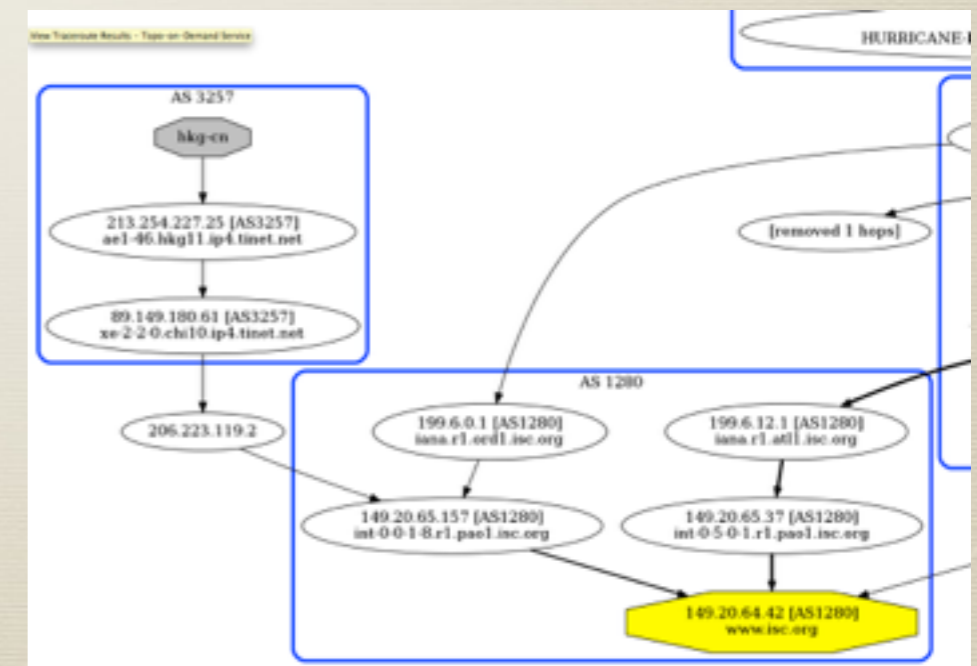 View Traceroute Results - Topo-on-Demand Service
HURRICANE
AS 3257
hkg-cn
213.254.227.25 [AS3257]
ae1-46.hkg11.ip4.tinet.net
[removed 1 hops]
89.149.180.61 [AS3257]
xe-2-2-0.chi10.ip4.tinet.net
AS 1280
206.223.119.2
199.6.0.1 [AS1280]
iana.r1.ord1.isc.org
199.6.12.1 [AS1280]
iana.r1.atl1.isc.org
149.20.65.157 [AS1280]
int-0-0-1-8.r1.pao1.isc.org
149.20.65.37 [AS1280]
int-0-5-0-1.r1.pao1.isc.org
149.20.64.42 [AS1280]
www.isc.org